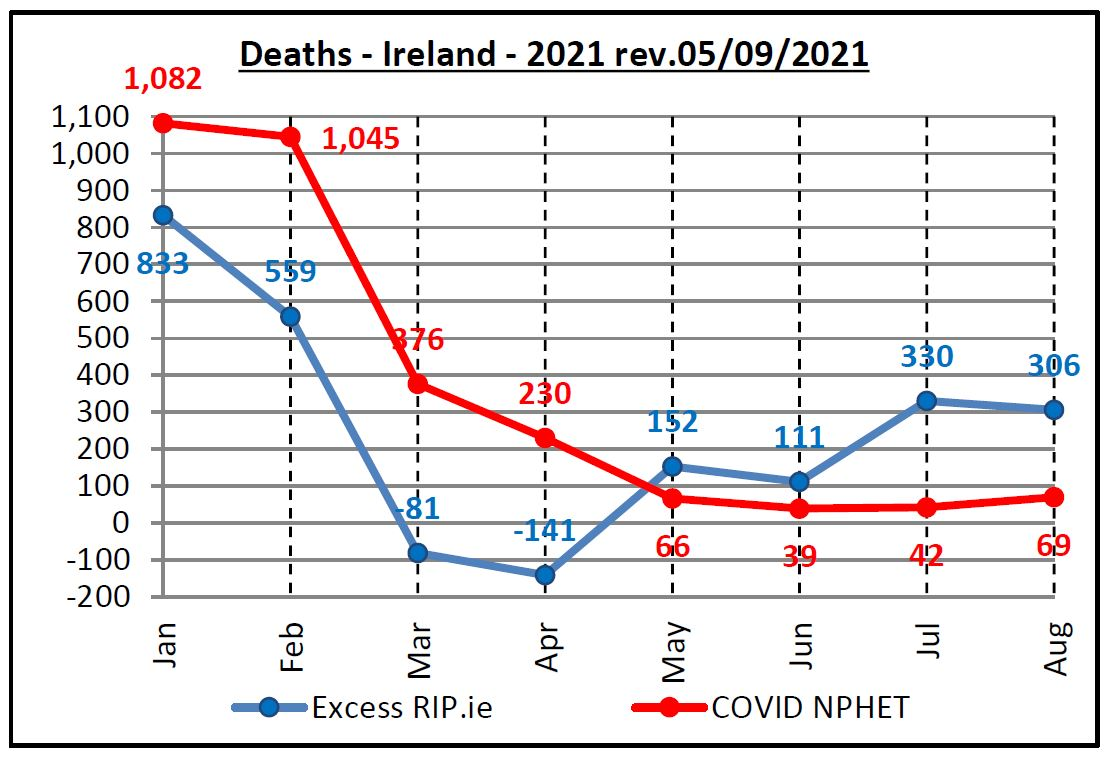 Deaths - Ireland - 2021 rev.05/09/2021
1,082
1,045
833
559
376
230
-81
-141
152
111
330
306
66
39
42
69
1,100
1,000
900
800
700
600
500
400
300
200
100
0
-100
-200
Jan
Feb
Mar
Apr
May
Jun
Jul
Aug
Excess RIP.ie
COVID NPHET